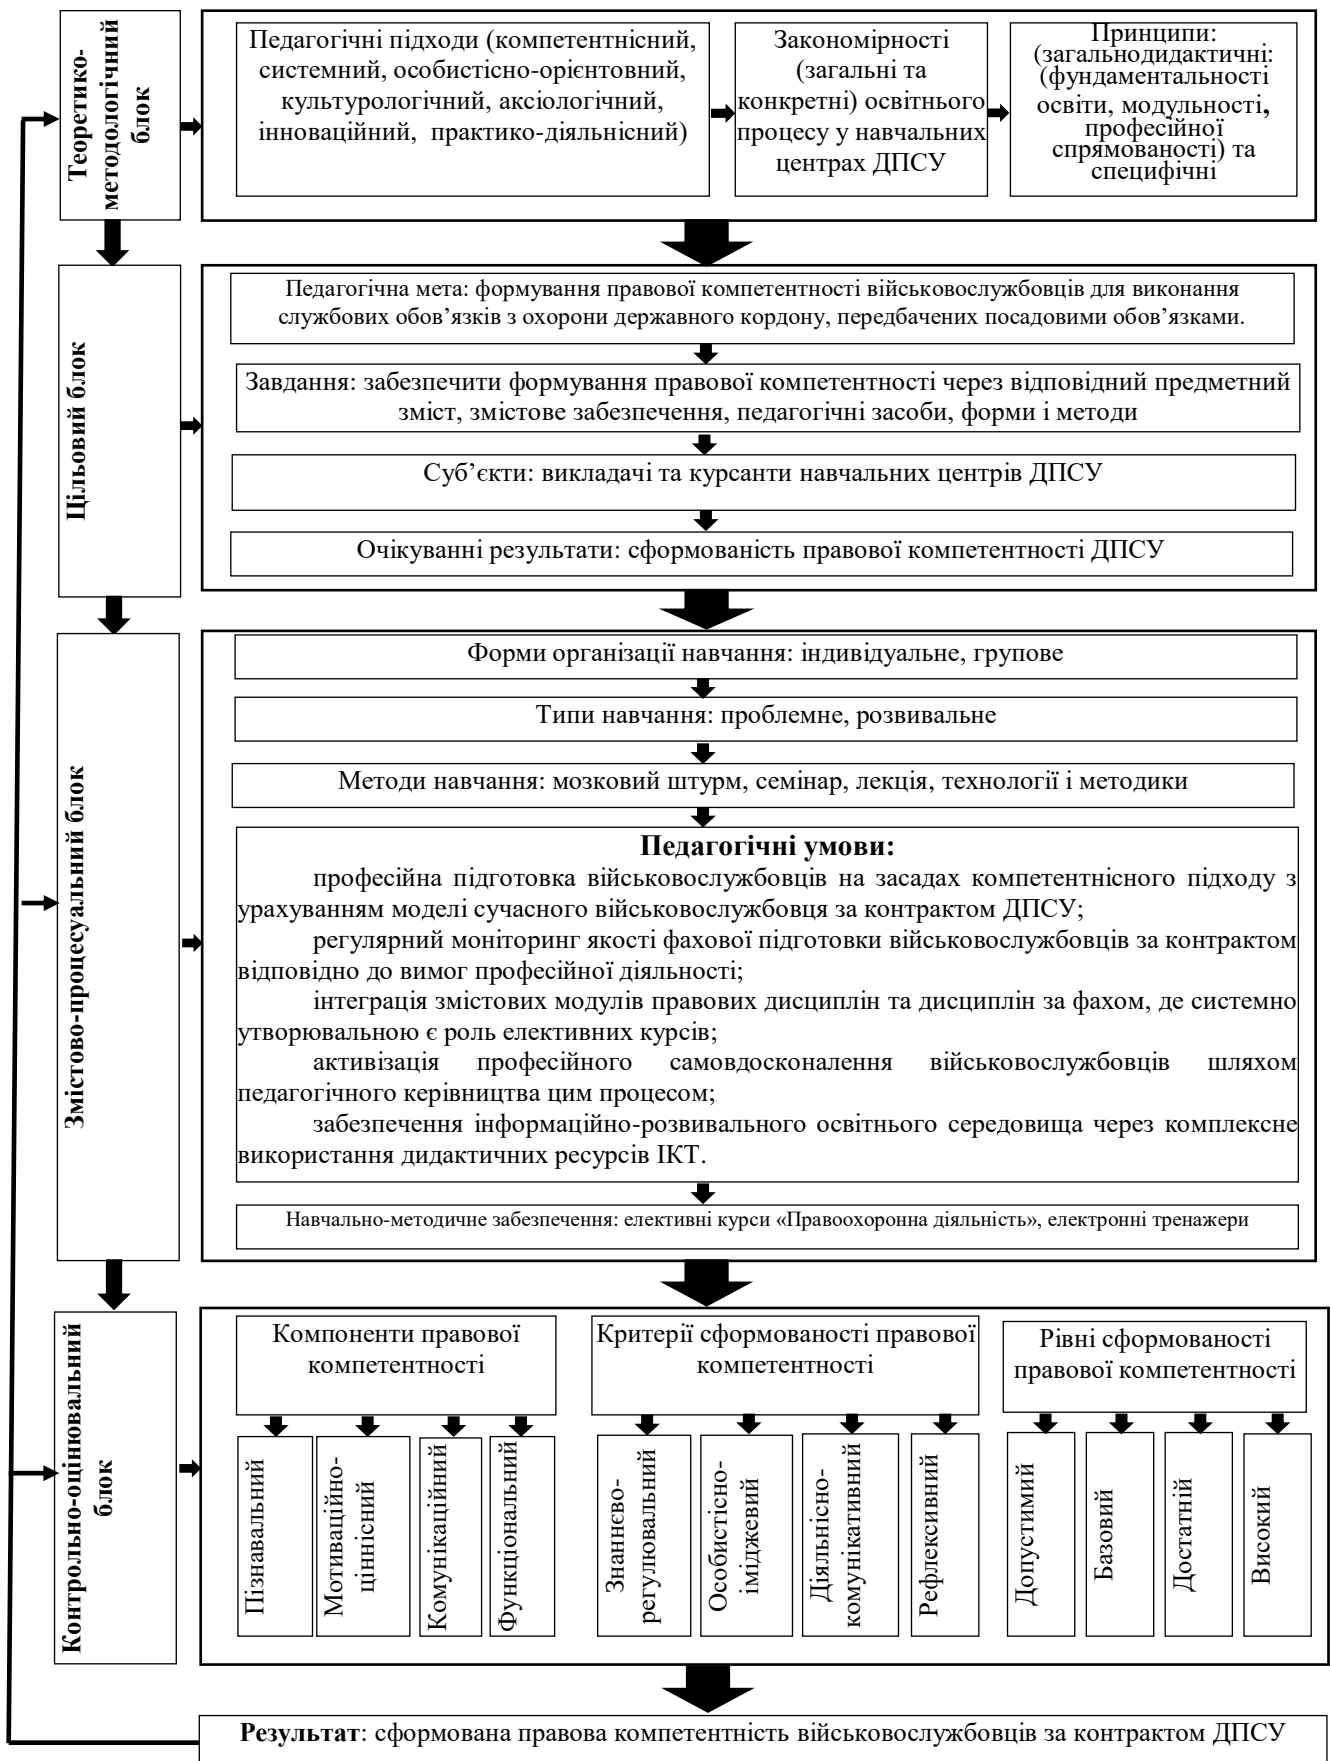 Теоретико-
методологічний
блок
Педагогічні підходи (компетентнісний,
системний, особистісно-орієнтовний,
культурологічний, аксіологічний,
інноваційний, практико-діяльнісний)
Закономірності
(загальні та
конкретні) освітнього
процесу у навчальних
центрах ДПСУ
Принципи:
(загальнодидактичні:
(фундаментальності
освіти, модульності,
професійної
спрямованості) та
специфічні
Цільовий блок
Педагогічна мета: формування правової компетентності військовослужбовців для виконання
службових обов’язків з охорони державного кордону, передбачених посадовими обов’язками.
Завдання: забезпечити формування правової компетентності через відповідний предметний
зміст, змістове забезпечення, педагогічні засоби, форми і методи
Суб’єкти: викладачі та курсанти навчальних центрів ДПСУ
Очікуванні результати: сформованість правової компетентності ДПСУ
Змістово-процесуальний блок
Форми організації навчання: індивідуальне, групове
Типи навчання: проблемне, розвивальне
Методи навчання: мозковий штурм, семінар, лекція, технології і методики
Педагогічні умови:
професійна підготовка військовослужбовців на засадах компетентнісного підходу з
урахуванням моделі сучасного військовослужбовця за контрактом ДПСУ;
регулярний моніторинг якості фахової підготовки військовослужбовців за контрактом
відповідно до вимог професійної діяльності;
інтеграція змістових модулів правових дисциплін та дисциплін за фахом, де системно
утворювальною є роль елективних курсів;
активізація професійного самовдосконалення військовослужбовців шляхом
педагогічного керівництва цим процесом;
забезпечення інформаційно-розвивального освітнього середовища через комплексне
використання дидактичних ресурсів ІКТ.
Навчально-методичне забезпечення: елективні курси «Правоохоронна діяльність», електронні тренажери
Контрольно-оцінювальний
блок
Компоненти правової
компетентності
Пізнавальний
Мотиваційно-
ціннісний
Комунікаційний
Функціональний
Критерії сформованості правової
компетентності
Знаннєво-
регулювальний
Особистісно-
іміджевий
Діяльнісно-
комунікативний
Рефлексивний
Рівні сформованості
правової компетентності
Допустимий
Базовий
Достатній
Високий
Результат: сформована правова компетентність військовослужбовців за контрактом ДПСУ